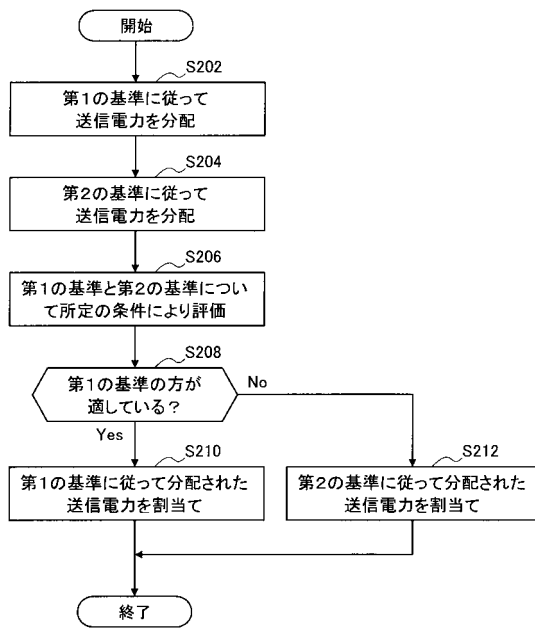 開始
S202
第1の基準に従って
送信電力を分配
S204
第2の基準に従って
送信電力を分配
S206
第1の基準と第2の基準につい
て所定の条件により評価
S208
第1の基準の方が
適している？
No
Yes
S210
第1の基準に従って分配された
送信電力を割当て
S212
第2の基準に従って分配された
送信電力を割当て
終了